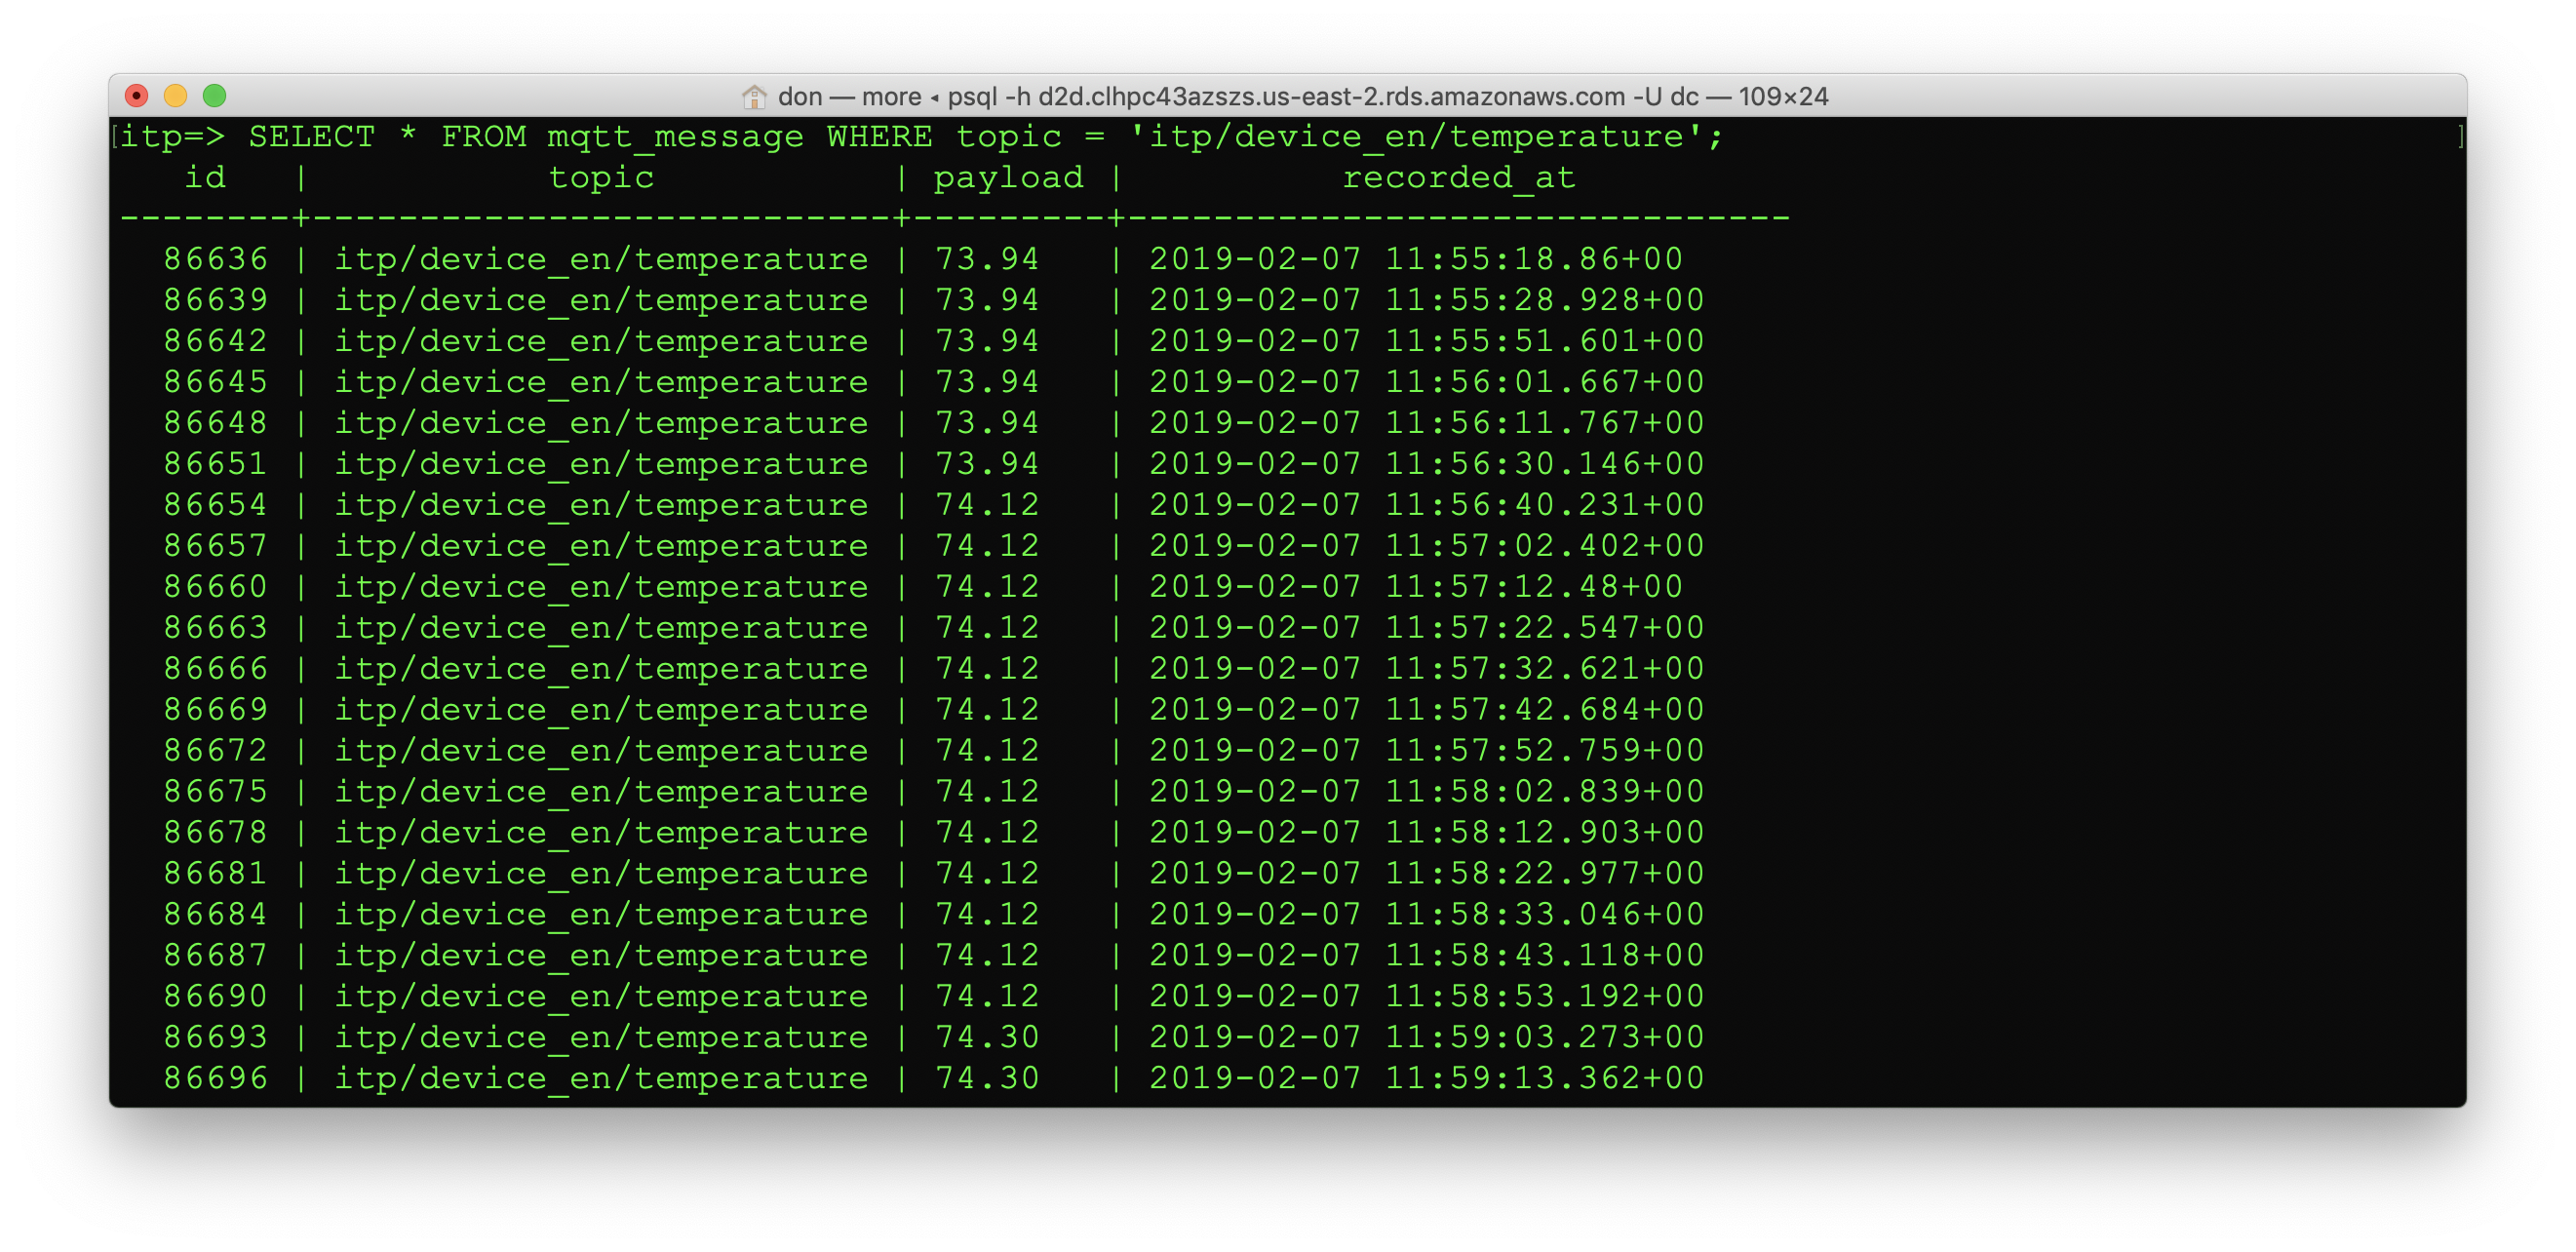 don — more ◂ psql -h d2d.clhpc43azszs.us-east-2.rds.amazonaws.com -U dc — 109×24
[itp=> SELECT * FROM mqtt_message WHERE topic = 'itp/device_en/temperature'; ]
   id   |           topic           | payload |         recorded_at
--------+---------------------------+---------+-------------------------------
  86636 | itp/device_en/temperature | 73.94   | 2019-02-07 11:55:18.86+00
  86639 | itp/device_en/temperature | 73.94   | 2019-02-07 11:55:28.928+00
  86642 | itp/device_en/temperature | 73.94   | 2019-02-07 11:55:51.601+00
  86645 | itp/device_en/temperature | 73.94   | 2019-02-07 11:56:01.667+00
  86648 | itp/device_en/temperature | 73.94   | 2019-02-07 11:56:11.767+00
  86651 | itp/device_en/temperature | 73.94   | 2019-02-07 11:56:30.146+00
  86654 | itp/device_en/temperature | 74.12   | 2019-02-07 11:56:40.231+00
  86657 | itp/device_en/temperature | 74.12   | 2019-02-07 11:57:02.402+00
  86660 | itp/device_en/temperature | 74.12   | 2019-02-07 11:57:12.48+00
  86663 | itp/device_en/temperature | 74.12   | 2019-02-07 11:57:22.547+00
  86666 | itp/device_en/temperature | 74.12   | 2019-02-07 11:57:32.621+00
  86669 | itp/device_en/temperature | 74.12   | 2019-02-07 11:57:42.684+00
  86672 | itp/device_en/temperature | 74.12   | 2019-02-07 11:57:52.759+00
  86675 | itp/device_en/temperature | 74.12   | 2019-02-07 11:58:02.839+00
  86678 | itp/device_en/temperature | 74.12   | 2019-02-07 11:58:12.903+00
  86681 | itp/device_en/temperature | 74.12   | 2019-02-07 11:58:22.977+00
  86684 | itp/device_en/temperature | 74.12   | 2019-02-07 11:58:33.046+00
  86687 | itp/device_en/temperature | 74.12   | 2019-02-07 11:58:43.118+00
  86690 | itp/device_en/temperature | 74.12   | 2019-02-07 11:58:53.192+00
  86693 | itp/device_en/temperature | 74.30   | 2019-02-07 11:59:03.273+00
  86696 | itp/device_en/temperature | 74.30   | 2019-02-07 11:59:13.362+00